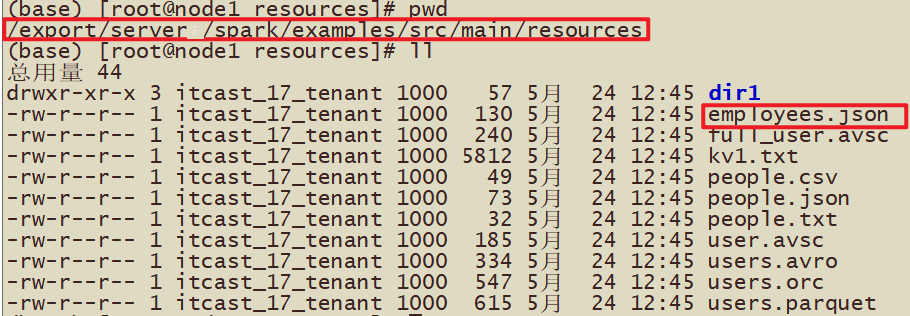 (base) [root@node1 resources]# pwd
/export/server /spark/examples/src/main/resources
(base) [root@node1 resources]# ll
总用量 44
drwxr-xr-x 3 itcast_17_tenant 1000   57 5月   24 12:45 dir1
-rw-r--r-- 1 itcast_17_tenant 1000  130 5月   24 12:45 employees.json
-rw-r--r-- 1 itcast_17_tenant 1000  240 5月   24 12:45 full_user.avsc
-rw-r--r-- 1 itcast_17_tenant 1000 5812 5月   24 12:45 kv1.txt
-rw-r--r-- 1 itcast_17_tenant 1000   49 5月   24 12:45 people.csv
-rw-r--r-- 1 itcast_17_tenant 1000   73 5月   24 12:45 people.json
-rw-r--r-- 1 itcast_17_tenant 1000   32 5月   24 12:45 people.txt
-rw-r--r-- 1 itcast_17_tenant 1000  185 5月   24 12:45 user.avsc
-rw-r--r-- 1 itcast_17_tenant 1000  334 5月   24 12:45 users.avro
-rw-r--r-- 1 itcast_17_tenant 1000  547 5月   24 12:45 users.orc
-rw-r--r-- 1 itcast_17_tenant 1000  615 5月   24 12:45 users.parquet